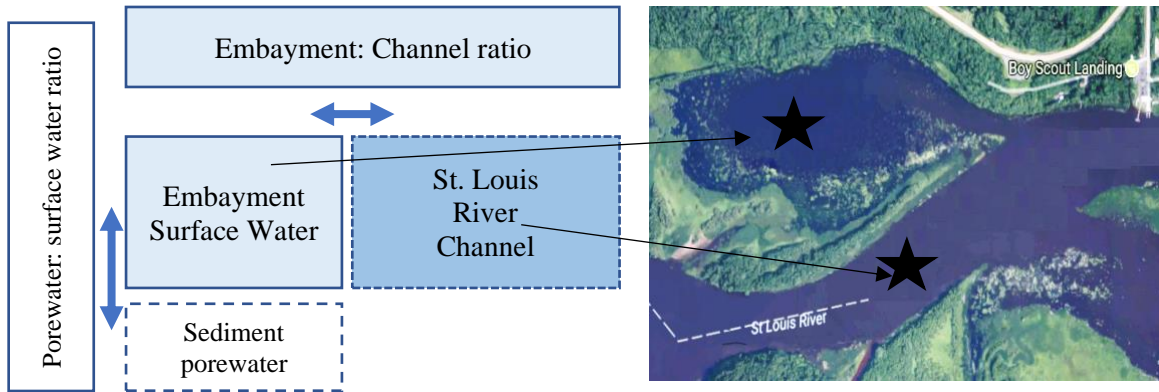 Embayment: Channel ratio
Porewater: surface water ratio
Embayment
Surface Water
St. Louis
River
Channel
Sediment
porewater
Boy Scout Landing
St Louis River